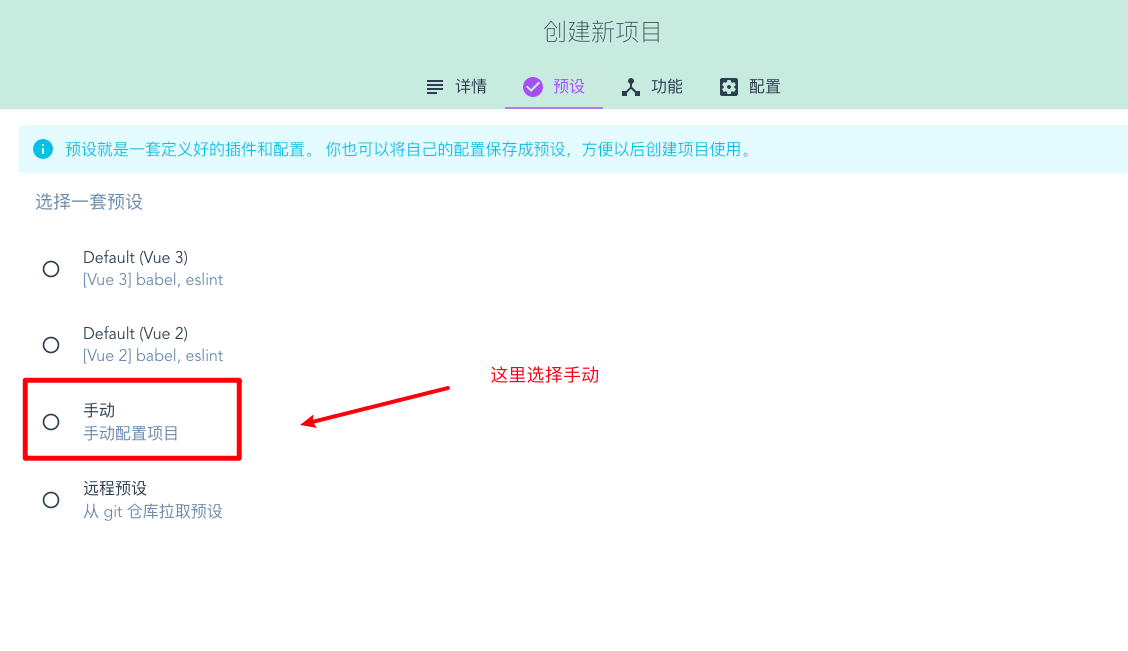 创建新项目
详情 预设 功能 配置
预设就是一套定义好的插件和配置。 你也可以将自己的配置保存成预设，方便以后创建项目使用。
选择一套预设
Default (Vue 3)
[Vue 3] babel, eslint
Default (Vue 2)
[Vue 2] babel, eslint
这里选择手动
手动
手动配置项目
远程预设
从 git 仓库拉取预设